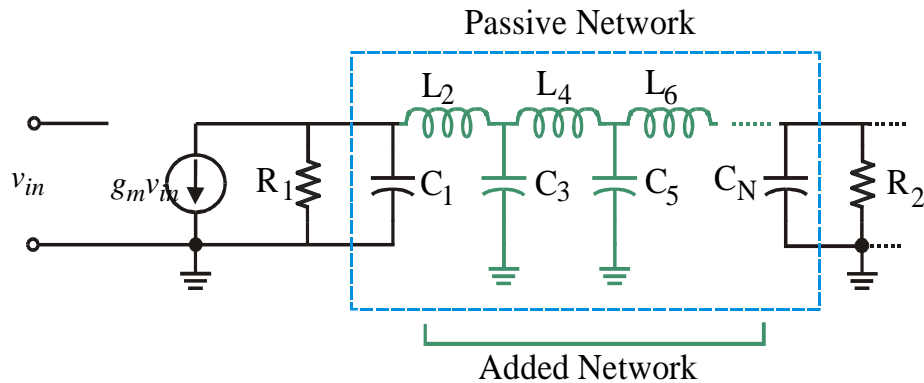 Passive Network
L2 L4 L6
vin gmvin R1 C1 C3 C5 CN R2
Added Network